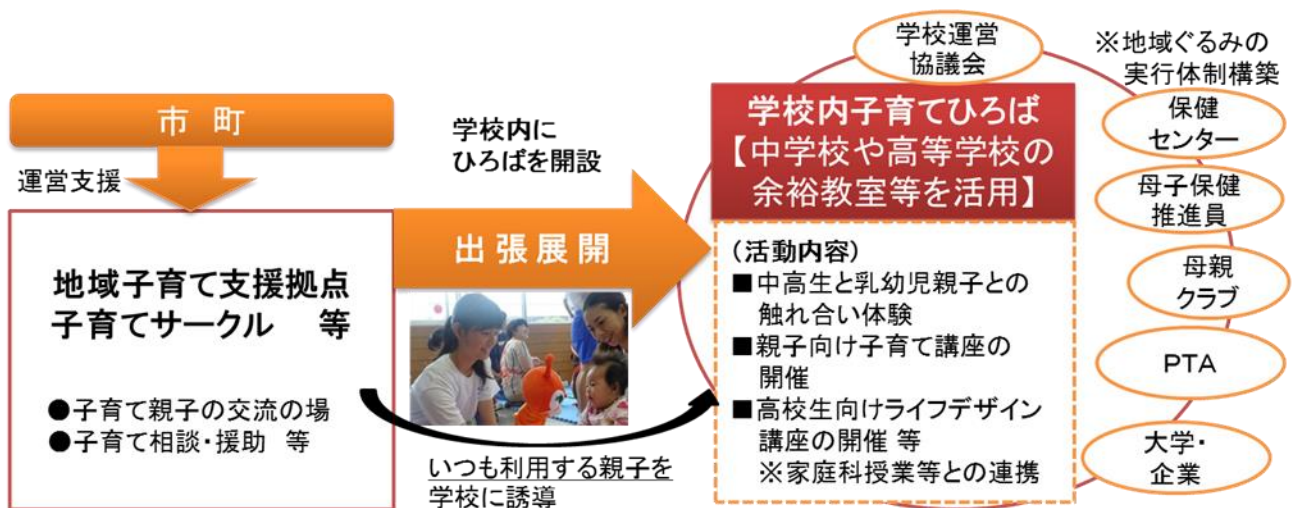 市 町
運営支援
地域子育て支援拠点
子育てサークル 等
●子育て親子の交流の場
●子育て相談・援助 等
学校内に
ひろばを開設
出張展開
いつも利用する親子を
学校に誘導
学校内子育てひろば
【中学校や高等学校の
余裕教室等を活用】
(活動内容)
■中高生と乳幼児親子との
触れ合い体験
■親子向け子育て講座の
開催
■高校生向けライフデザイン
講座の開催 等
※家庭科授業等との連携
学校運営
協議会
※地域ぐるみの
実行体制構築
保健
センター
母子保健
推進員
母親
クラブ
PTA
大学・
企業